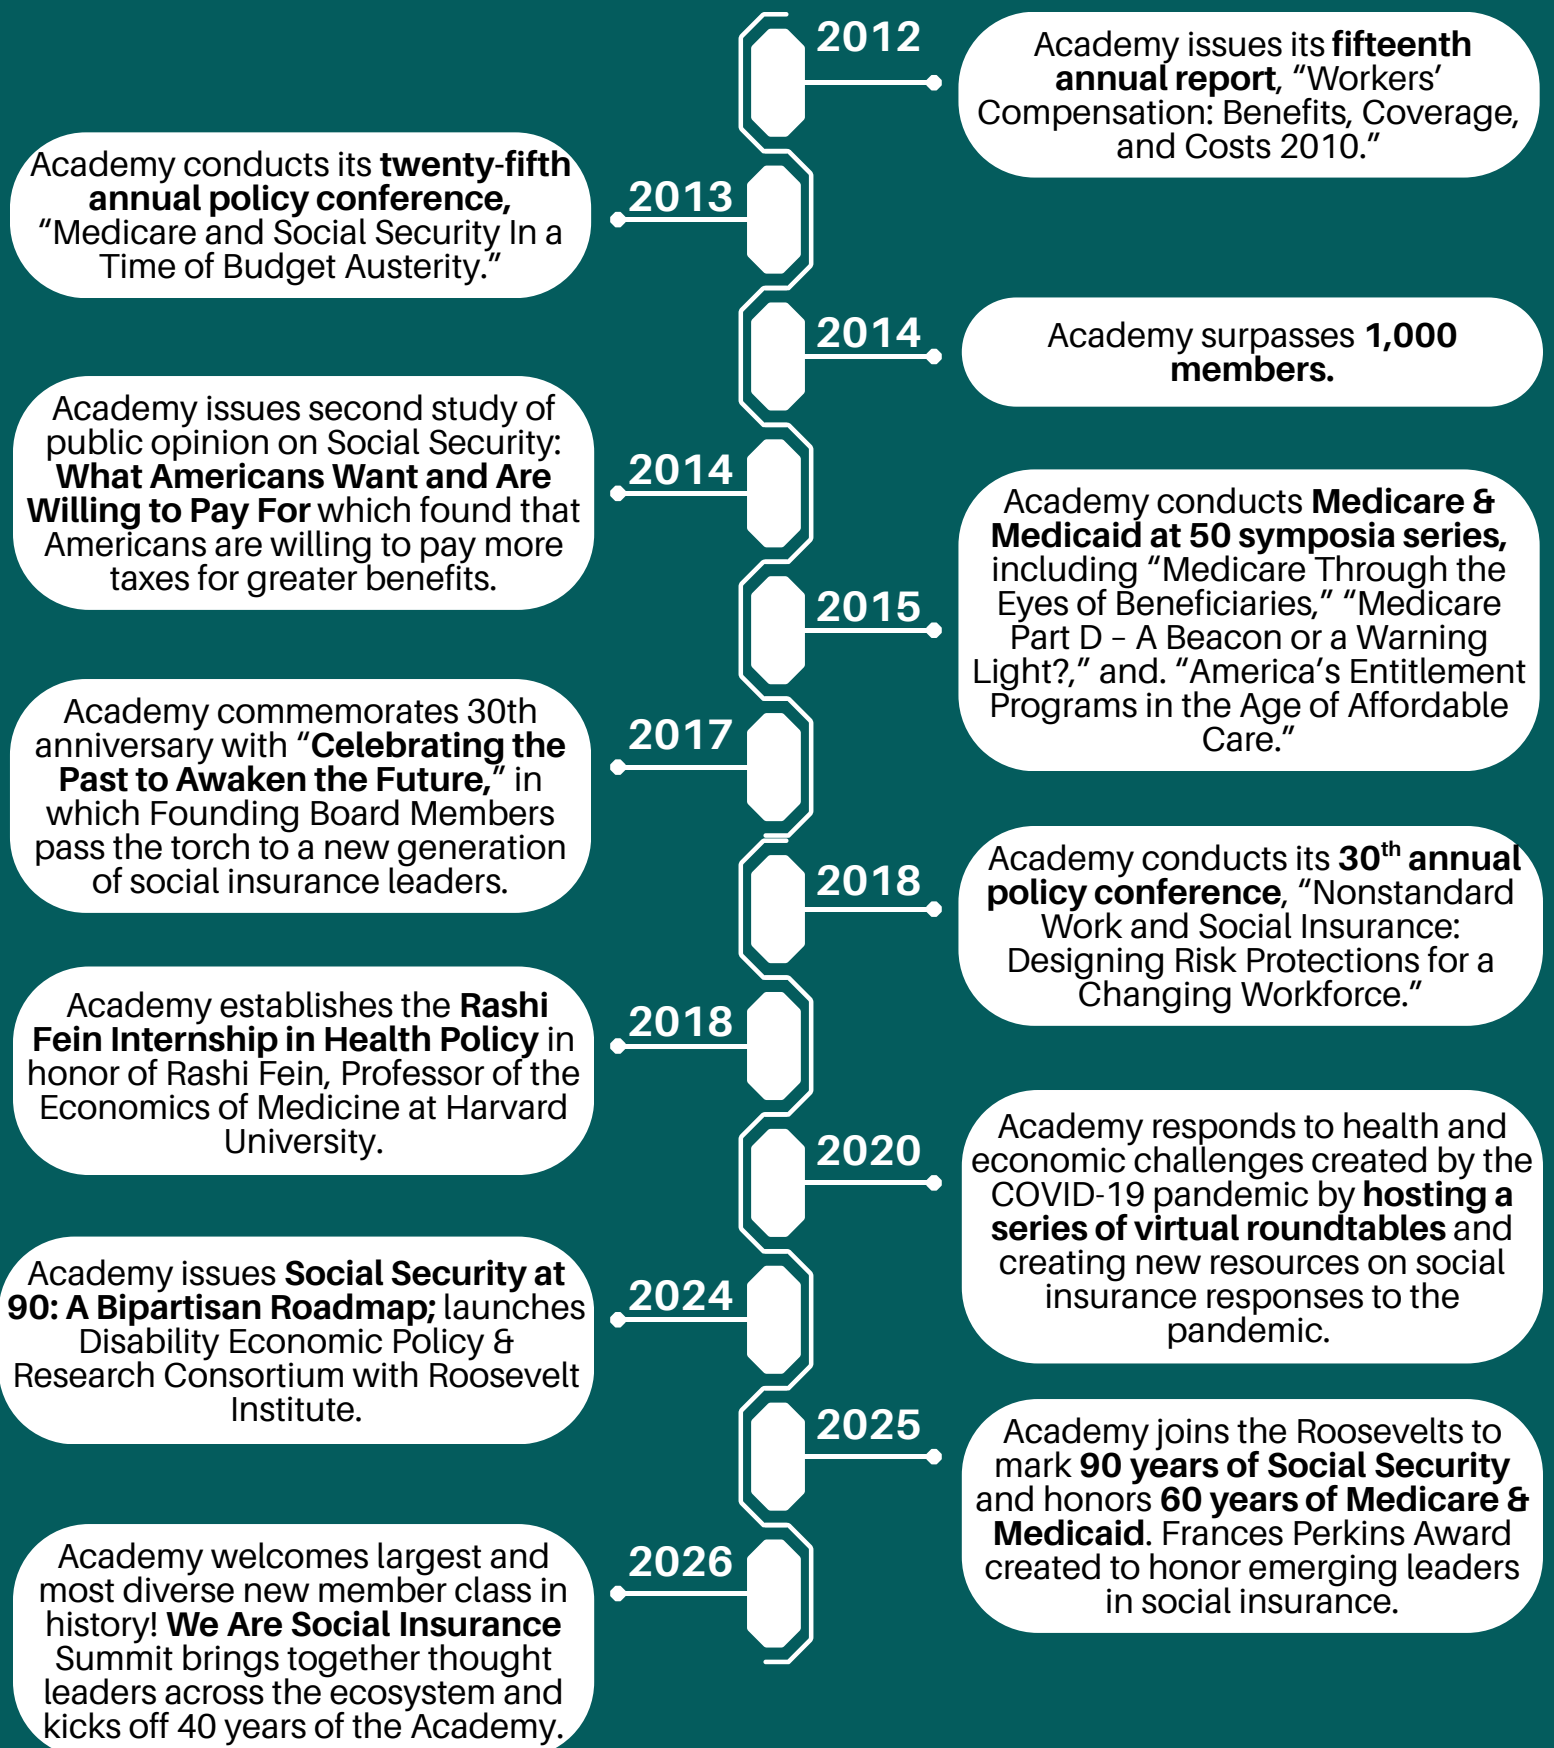 2012
Academy issues its fifteenth
annual report, “Workers’
Compensation: Benefits, Coverage,
and Costs 2010.”
2013
Academy conducts its twenty-fifth
annual policy conference,
“Medicare and Social Security In a
Time of Budget Austerity.”
2014
Academy surpasses 1,000
members.
2014
Academy issues second study of
public opinion on Social Security:
What Americans Want and Are
Willing to Pay For which found that
Americans are willing to pay more
taxes for greater benefits.
2015
Academy conducts Medicare &
Medicaid at 50 symposia series,
including “Medicare Through the
Eyes of Beneficiaries,” “Medicare
Part D – A Beacon or a Warning
Light?,” and. “America’s Entitlement
Programs in the Age of Affordable
Care.”
2017
Academy commemorates 30th
anniversary with “Celebrating the
Past to Awaken the Future,” in
which Founding Board Members
pass the torch to a new generation
of social insurance leaders.
2018
Academy conducts its 30th annual
policy conference, “Nonstandard
Work and Social Insurance:
Designing Risk Protections for a
Changing Workforce.”
2018
Academy establishes the Rashi
Fein Internship in Health Policy in
honor of Rashi Fein, Professor of the
Economics of Medicine at Harvard
University.
2020
Academy responds to health and
economic challenges created by the
COVID-19 pandemic by hosting a
series of virtual roundtables and
creating new resources on social
insurance responses to the
pandemic.
2024
Academy issues Social Security at
90: A Bipartisan Roadmap; launches
Disability Economic Policy &
Research Consortium with Roosevelt
Institute.
2025
Academy joins the Roosevelts to
mark 90 years of Social Security
and honors 60 years of Medicare &
Medicaid. Frances Perkins Award
created to honor emerging leaders
in social insurance.
2026
Academy welcomes largest and
most diverse new member class in
history! We Are Social Insurance
Summit brings together thought
leaders across the ecosystem and
kicks off 40 years of the Academy.